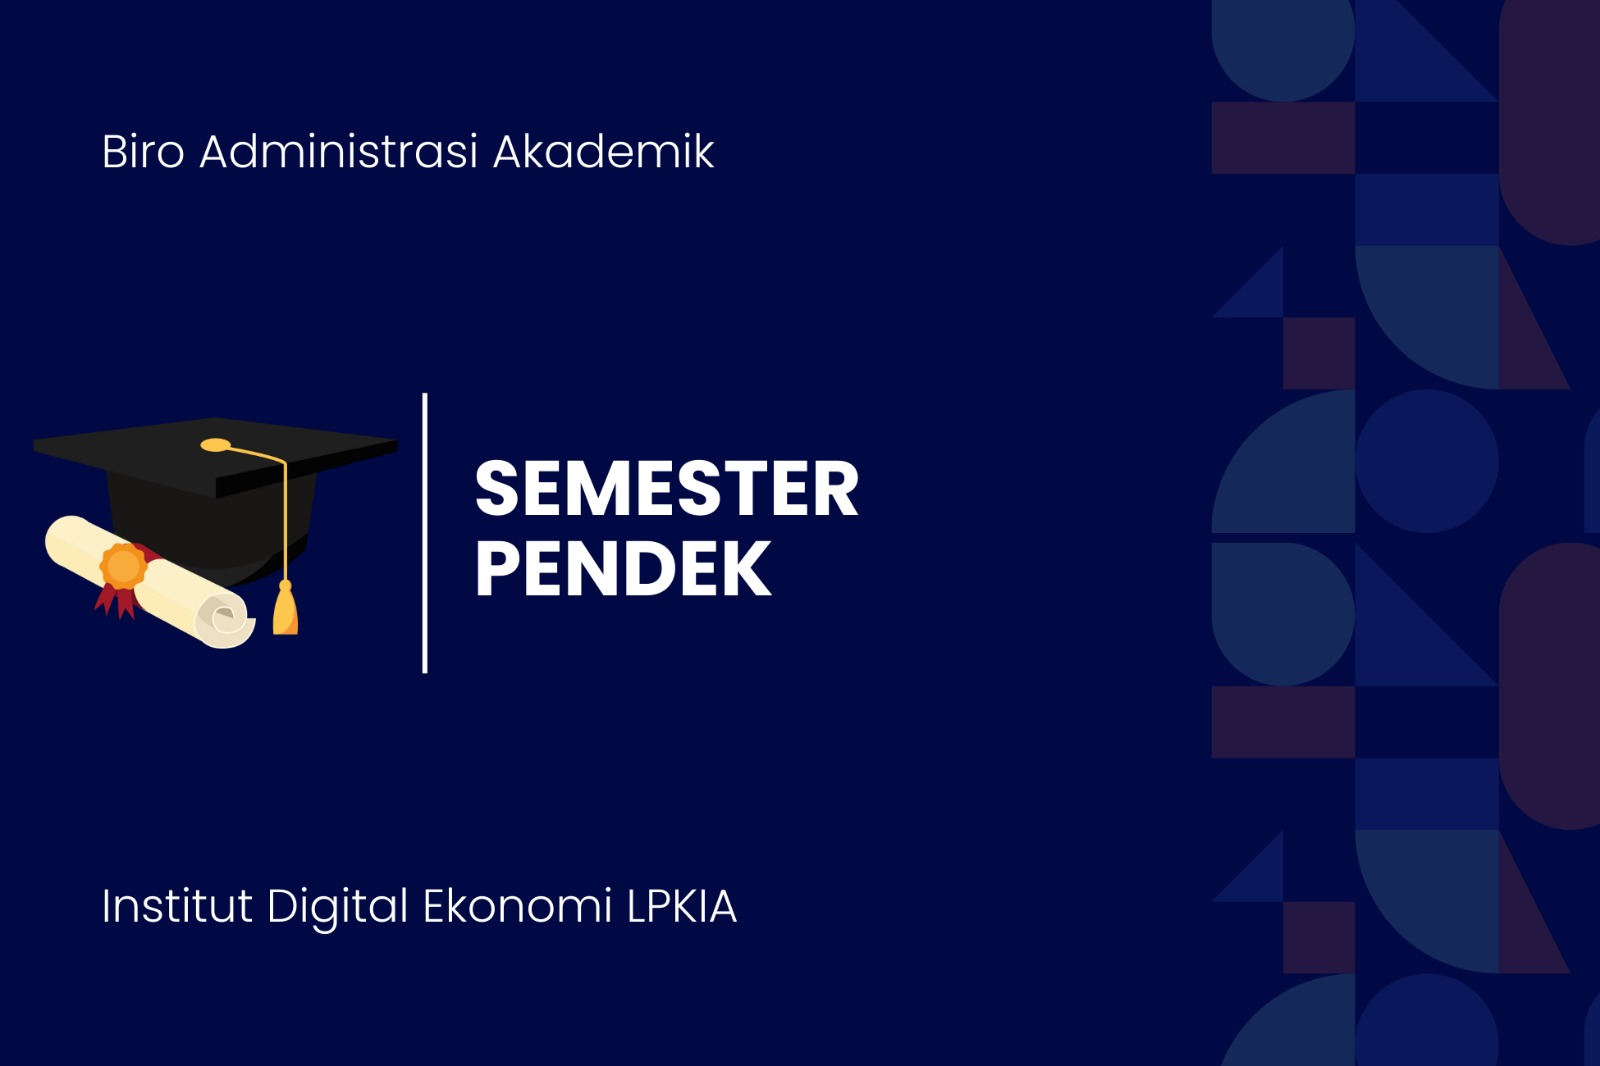 Biro Administrasi Akademik
SEMESTER
PENDEK
Institut Digital Ekonomi LPKIA